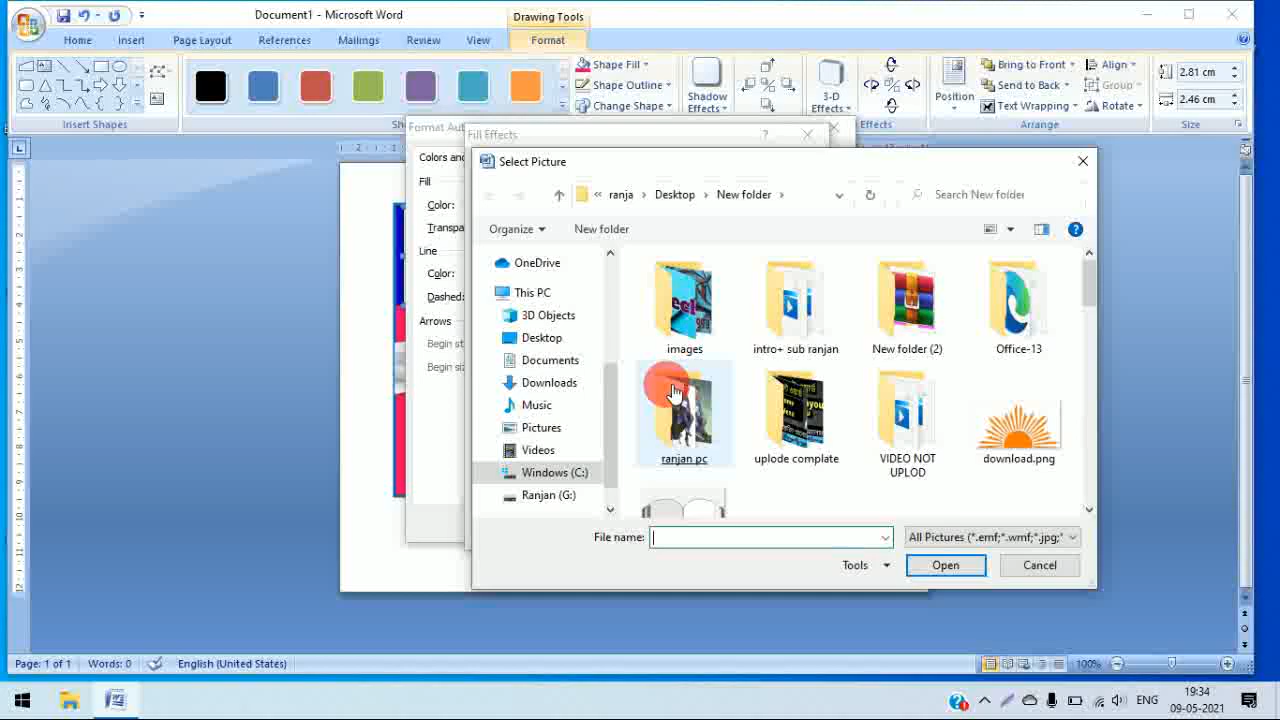 Document1 - Microsoft Word
Drawing Tools
Home
Insert
Page Layout
References
Mailings
Review
View
Format
Shape Fill
Shape Outline
Change Shape
Shadow
Effects
3-D
Effects
Position
Bring to Front
Send to Back
Text Wrapping
Align
Group
Rotate
2.81 cm
2.46 cm
Insert Shapes
Effects
Arrange
Size
Format
Fill Effects
?
Colors and
Fill
Color:
Line
Color:
Dashed:
Arrows
Select Picture
« ranja > Desktop > New folder >
Search New folder
Organize
New folder
OneDrive
This PC
3D Objects
Desktop
Documents
Downloads
Music
Pictures
Videos
Windows (C:)
Ranjan (G:)
images
intro+ sub ranjan
New folder (2)
Office-13
ranjan pc
uplode complate
VIDEO NOT
UPLOD
download.png
File name:
All Pictures (*.emf;*.wmf;*.jpg;*
Tools
Open
Cancel
Page: 1 of 1
Words: 0
English (United States)
100%
ENG
19:34
09-05-2021